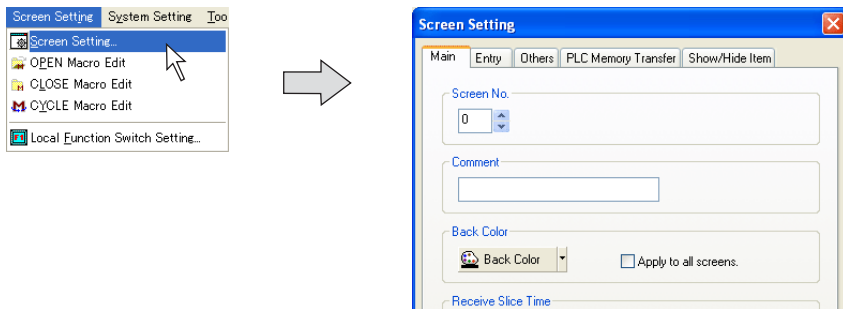 Screen Setting System Setting Too
Screen Setting...
OPEN Macro Edit
CLOSE Macro Edit
CYCLE Macro Edit
Local Function Switch Setting...
Screen Setting
Main Entry Others PLC Memory Transfer Show/Hide Item
Screen No.
0
Comment
Back Color
Back Color Apply to all screens.
Receive Slice Time